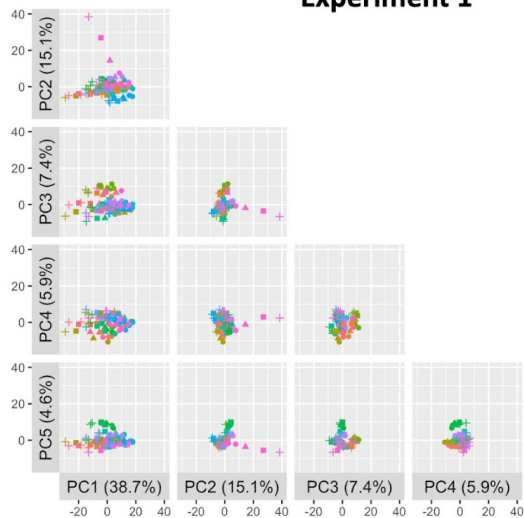 Experiment 1
40
20
0
PC2 (15.1%)
40
20
0
PC3 (7.4%)
40
20
0
PC4 (5.9%)
40
20
0
PC5 (4.6%)
PC1 (38.7%) PC2 (15.1%) PC3 (7.4%) PC4 (5.9%)
-20 0 20 40 -20 0 20 40 -20 0 20 40 -20 0 20 40